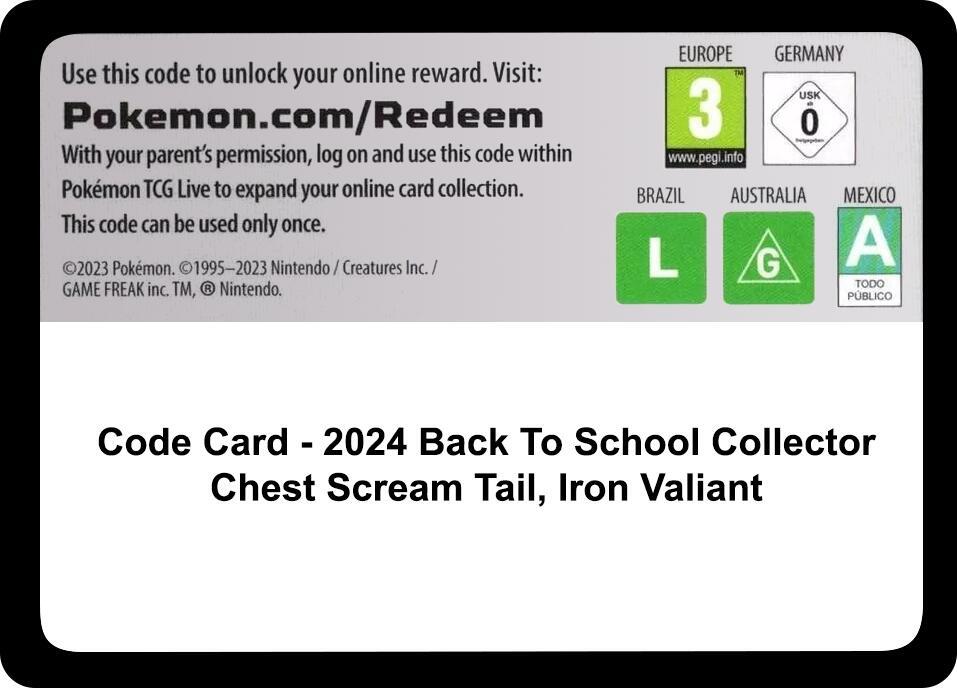 Use this code to unlock your online reward. Visit:
Pokemon.com/Redeem
With your parent's permission, log on and use this code within
Pokémon TCG Live to expand your online card collection.
This code can be used only once.
©2023 Pokémon. ©1995–2023 Nintendo / Creatures Inc. /
GAME FREAK inc. TM, ® Nintendo.
EUROPE
3
TM
www.pegi.info
GERMANY
USK
ab
0
freigegeben
BRAZIL
L
AUSTRALIA
G
MEXICO
A
TODO
PÚBLICO
Code Card - 2024 Back To School Collector
Chest Scream Tail, Iron Valiant